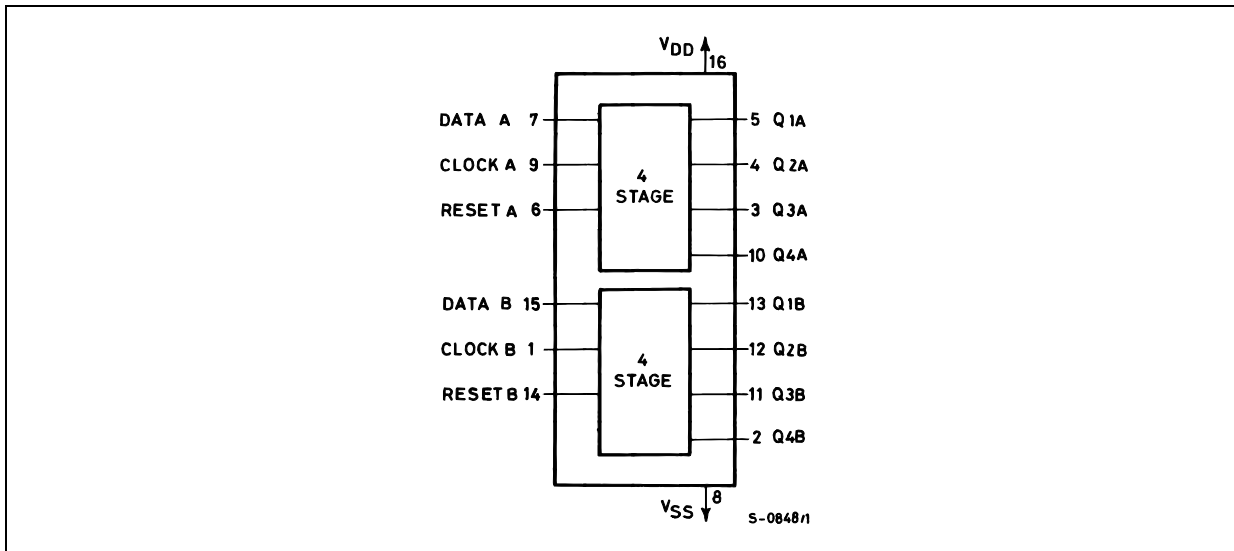 VDD
16
DATA A 7
5 Q1A
CLOCK A 9
4 Q2A
4
STAGE
RESET A 6
3 Q3A
10 Q4A
DATA B 15
13 Q1B
CLOCK B 1
12 Q2B
4
STAGE
RESET B 14
11 Q3B
2 Q4B
8
VSS
S-0848/1